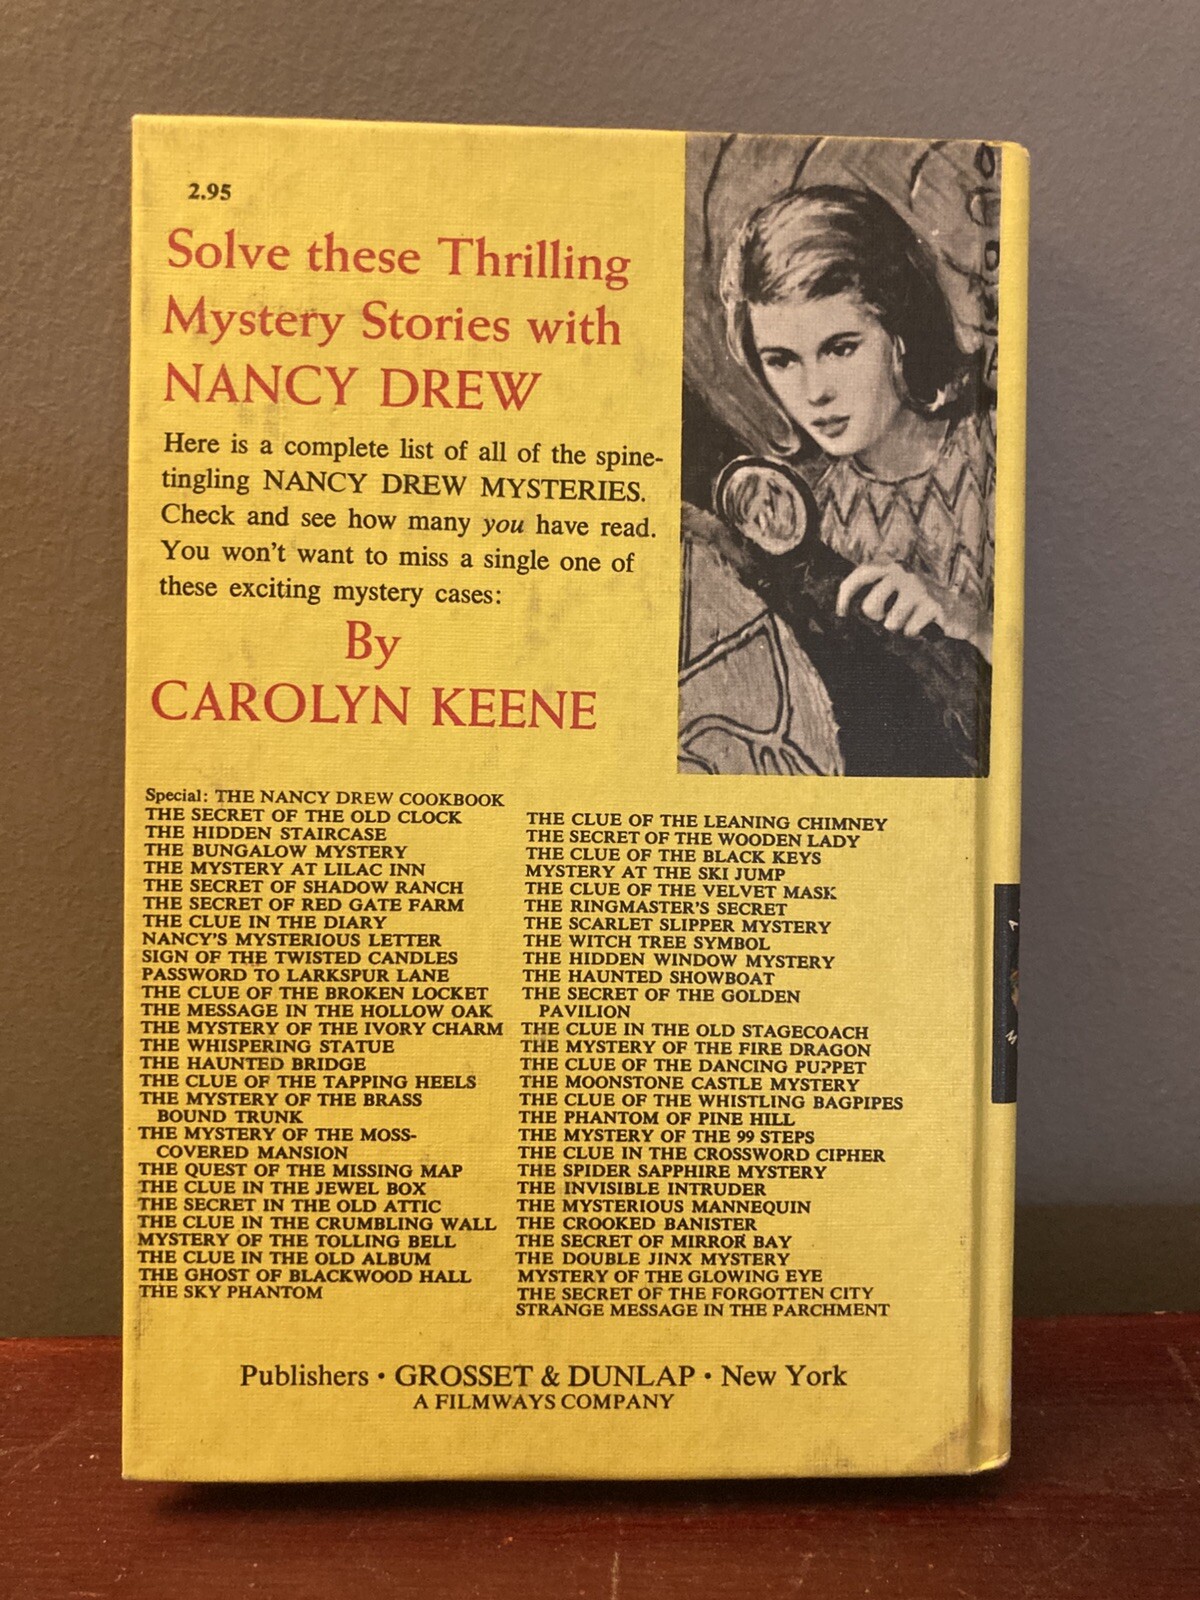 2.95
Solve these Thrilling
Mystery Stories with
NANCY DREW
Here is a complete list of all of the spine-
tingling NANCY DREW MYSTERIES.
Check and see how many you have read.
You won't want to miss a single one of
these exciting mystery cases:
By
CAROLYN KEENE
Special: THE NANCY DREW COOKBOOK
THE SECRET OF THE OLD CLOCK
THE HIDDEN STAIRCASE
THE BUNGALOW MYSTERY
THE MYSTERY AT LILAC INN
THE SECRET OF SHADOW RANCH
THE SECRET OF RED GATE FARM
THE CLUE IN THE DIARY
NANCY'S MYSTERIOUS LETTER
SIGN OF THE TWISTED CANDLES
PASSWORD TO LARKSPUR LANE
THE CLUE OF THE BROKEN LOCKET
THE MESSAGE IN THE HOLLOW OAK
THE MYSTERY OF THE IVORY CHARM
THE WHISPERING STATUE
THE HAUNTED BRIDGE
THE CLUE OF THE TAPPING HEELS
THE MYSTERY OF THE BRASS
BOUND TRUNK
THE MYSTERY OF THE MOSS-
COVERED MANSION
THE QUEST OF THE MISSING MAP
THE CLUE IN THE JEWEL BOX
THE SECRET IN THE OLD ATTIC
THE CLUE IN THE CRUMBLING WALL
MYSTERY OF THE TOLLING BELL
THE CLUE IN THE OLD ALBUM
THE GHOST OF BLACKWOOD HALL
THE SKY PHANTOM
THE CLUE OF THE LEANING CHIMNEY
THE SECRET OF THE WOODEN LADY
THE CLUE OF THE BLACK KEYS
MYSTERY AT THE SKI JUMP
THE CLUE OF THE VELVET MASK
THE RINGMASTER'S SECRET
THE SCARLET SLIPPER MYSTERY
THE WITCH TREE SYMBOL
THE HIDDEN WINDOW MYSTERY
THE HAUNTED SHOWBOAT
THE SECRET OF THE GOLDEN
PAVILION
THE CLUE IN THE OLD STAGECOACH
THE MYSTERY OF THE FIRE DRAGON
THE CLUE OF THE DANCING PUPPET
THE MOONSTONE CASTLE MYSTERY
THE CLUE OF THE WHISTLING BAGPIPES
THE PHANTOM OF PINE HILL
THE MYSTERY OF THE 99 STEPS
THE CLUE IN THE CROSSWORD CIPHER
THE SPIDER SAPPHIRE MYSTERY
THE INVISIBLE INTRUDER
THE MYSTERIOUS MANNEQUIN
THE CROOKED BANISTER
THE SECRET OF MIRROR BAY
THE DOUBLE JINX MYSTERY
MYSTERY OF THE GLOWING EYE
THE SECRET OF THE FORGOTTEN CITY
STRANGE MESSAGE IN THE PARCHMENT
Publishers • GROSSET & DUNLAP • New York
A FILMWAYS COMPANY